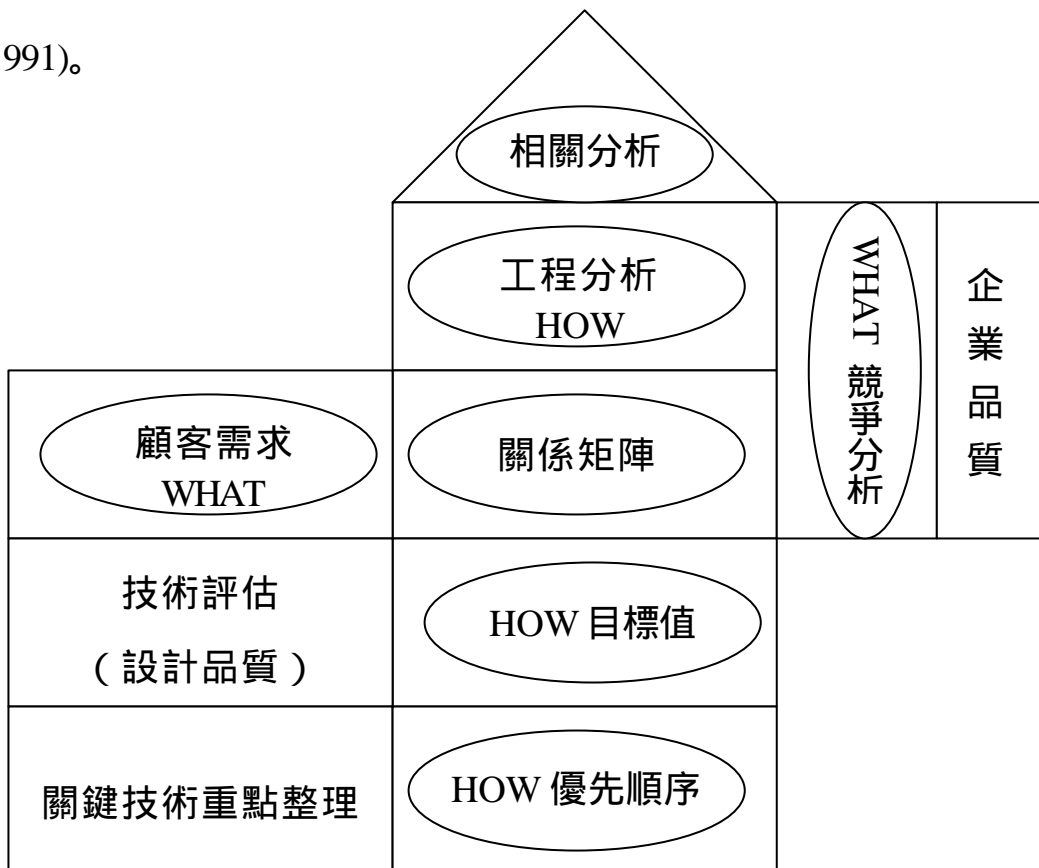 991)。
相關分析
工程分析
HOW
WHAT 競爭分析
企業品質
顧客需求
WHAT
關係矩陣
技術評估
（設計品質）
HOW 目標值
關鍵技術重點整理
HOW 優先順序